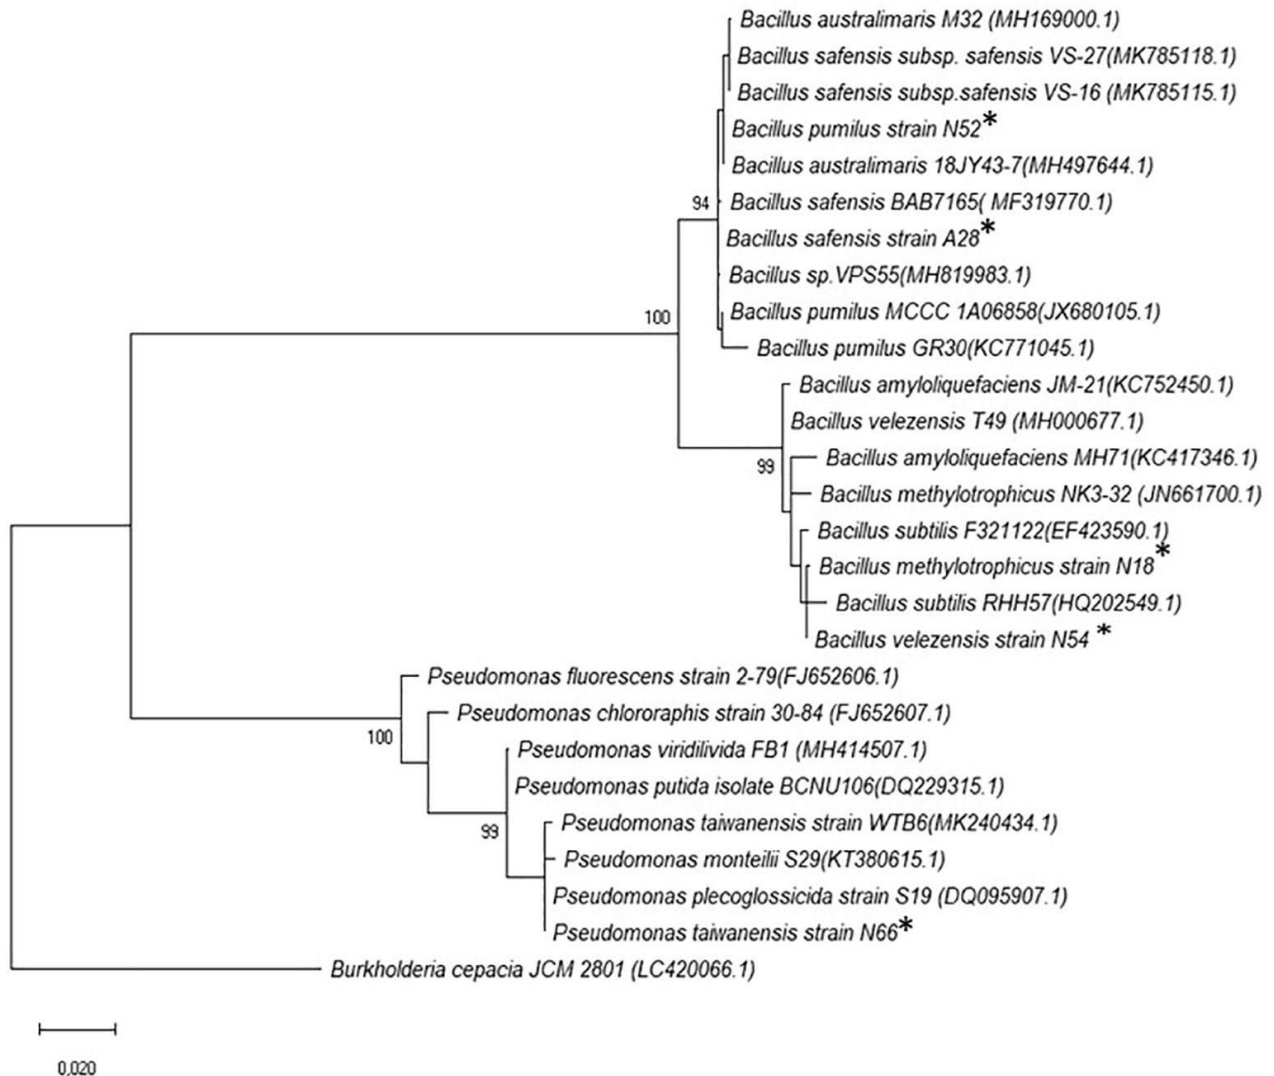 Bacillus australimaris M32 (MH169000.1)
Bacillus safensis subsp. safensis VS-27(MK785118.1)
Bacillus safensis subsp.safensis VS-16 (MK785115.1)
Bacillus pumilus strain N52*
Bacillus australimaris 18JY43-7(MH497644.1)
94
Bacillus safensis BAB7165( MF319770.1)
Bacillus safensis strain A28*
Bacillus sp.VPS55(MH819983.1)
Bacillus pumilus MCCC 1A06858(JX680105.1)
100
Bacillus pumilus GR30(KC771045.1)
Bacillus amyloliquefaciens JM-21(KC752450.1)
Bacillus velezensis T49 (MH000677.1)
Bacillus amyloliquefaciens MH71(KC417346.1)
99
Bacillus methylotrophicus NK3-32 (JN661700.1)
Bacillus subtilis F321122(EF423590.1)
Bacillus methylotrophicus strain N18*
Bacillus subtilis RHH57(HQ202549.1)
Bacillus velezensis strain N54 *
Pseudomonas fluorescens strain 2-79(FJ652606.1)
Pseudomonas chlororaphis strain 30-84 (FJ652607.1)
100
Pseudomonas viridilivida FB1 (MH414507.1)
Pseudomonas putida isolate BCNU106(DQ229315.1)
Pseudomonas taiwanensis strain WTB6(MK240434.1)
99
Pseudomonas monteilii S29(KT380615.1)
Pseudomonas plecoglossicida strain S19 (DQ095907.1)
Pseudomonas taiwanensis strain N66*
Burkholderia cepacia JCM 2801 (LC420066.1)
0,020